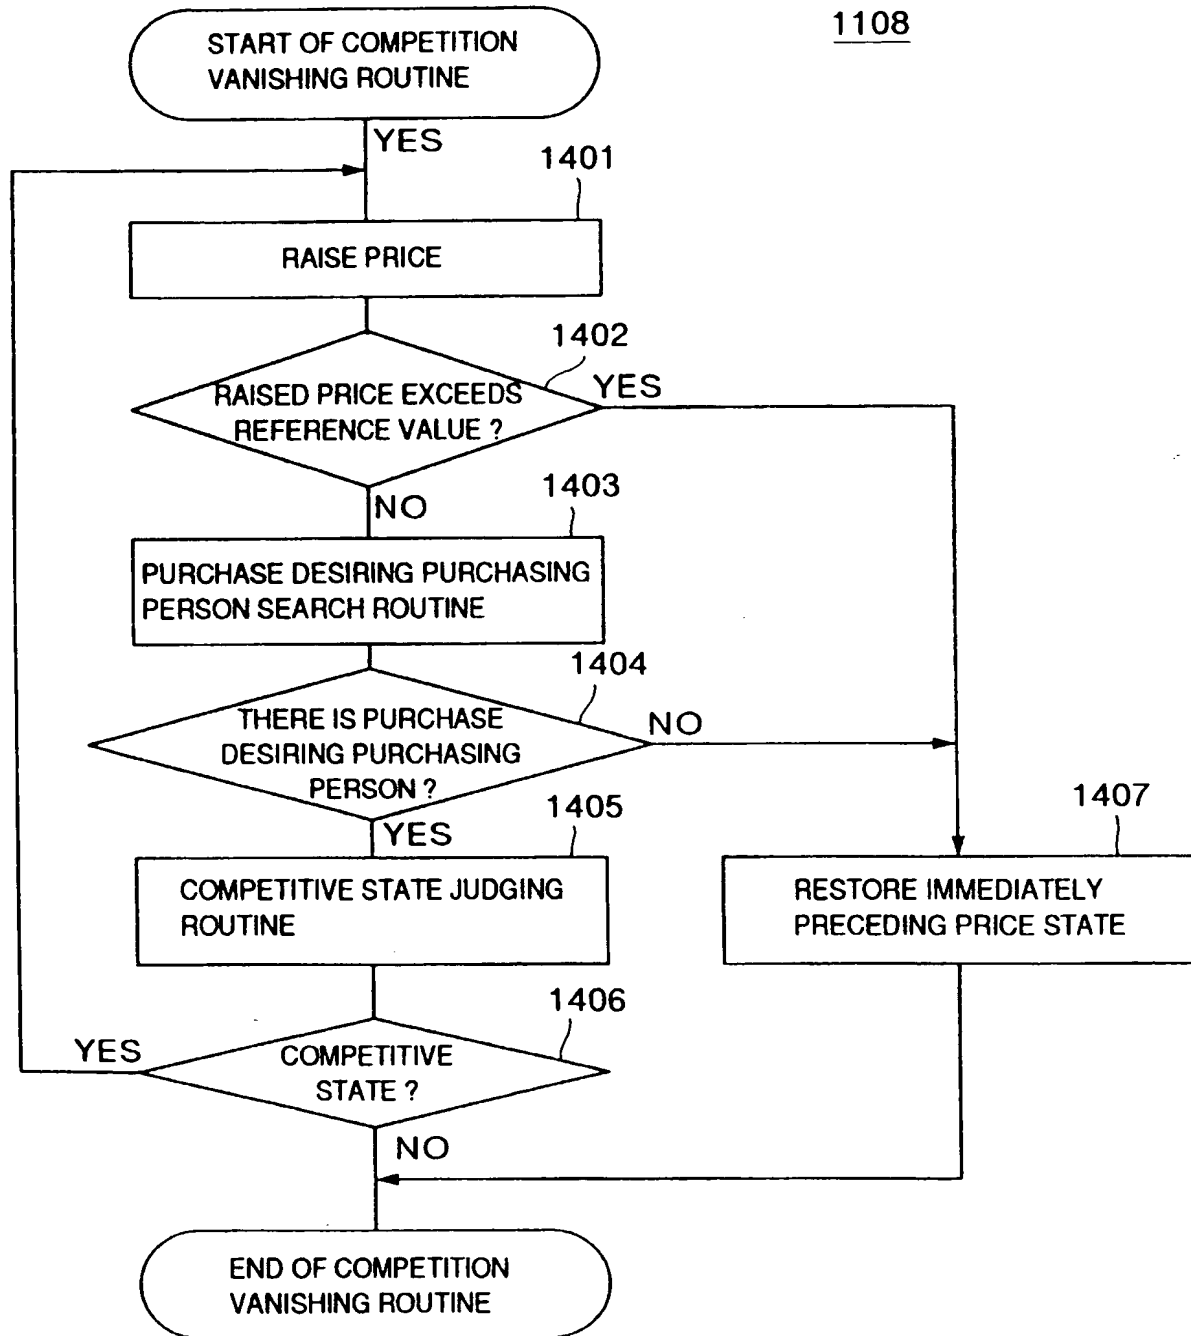 1108
START OF COMPETITION
VANISHING ROUTINE
YES
1401
RAISE PRICE
1402
RAISED PRICE EXCEEDS
REFERENCE VALUE ?
YES
NO
1403
PURCHASE DESIRING PURCHASING
PERSON SEARCH ROUTINE
1404
THERE IS PURCHASE
DESIRING PURCHASING
PERSON ?
NO
YES
1405
COMPETITIVE STATE JUDGING
ROUTINE
1407
RESTORE IMMEDIATELY
PRECEDING PRICE STATE
1406
COMPETITIVE
STATE ?
YES
NO
END OF COMPETITION
VANISHING ROUTINE